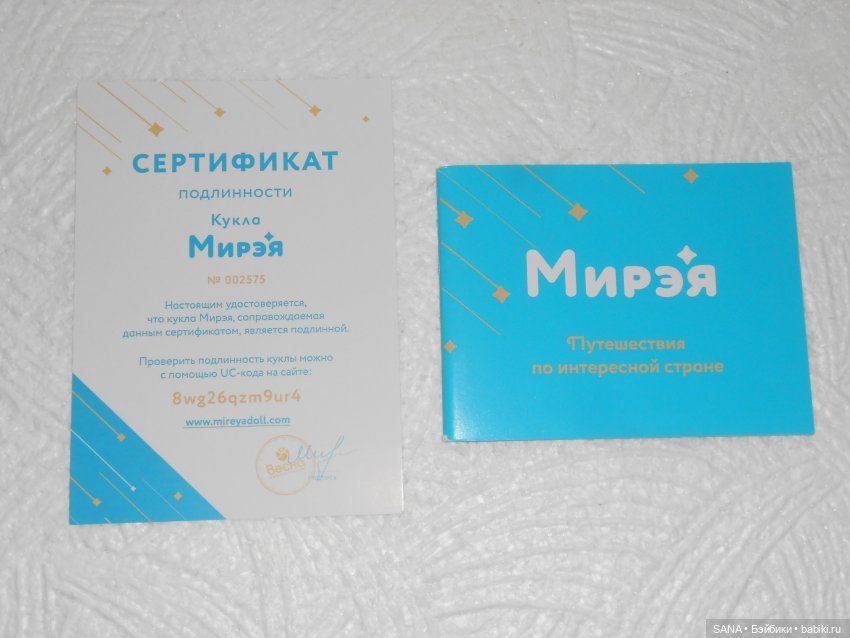 СЕРТИФИКАТ
ПОДЛИННОСТИ
Кукла
Мирэя
№ 002575
Настоящим удостоверяется,
что кукла Мирэя, сопровождаемая
данным сертификатом, является подлинной.
Проверить подлинность куклы можно
с помощью UC-кода на сайте:
8wg26qzm9ur4
www.mireyadoll.com
Весна
подпись
Мирэя
Путешествия
по интересной стране
SANA • Бэйбики • babiki.ru